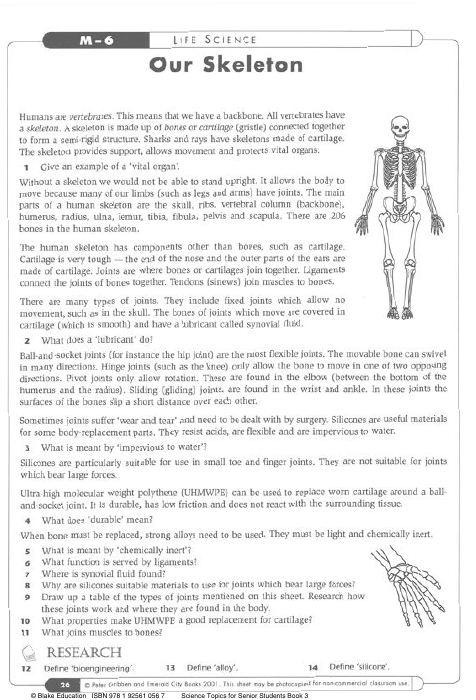 M–6
LIFE SCIENCE
Our Skeleton
Humans are vertebrates. This means that we have a backbone. All vertebrates have
a skeleton. A skeleton is made up of bones or cartilage (gristle) connected together
to form a semi-rigid structure. Sharks and rays have skeletons made of cartilage.
The skeleton provides support, allows movement and protects vital organs.
1 Give an example of a 'vital organ'.
Without a skeleton we would not be able to stand upright. It allows the body to
move because many of our limbs (such as legs and arms) have joints. The main
parts of a human skeleton are the skull, ribs, vertebral column (backbone),
humerus, radius, ulna, femur, tibia, fibula, pelvis and scapula. There are 206
bones in the human skeleton.
The human skeleton has components other than bones, such as cartilage.
Cartilage is very tough — the end of the nose and the outer parts of the ears are
made of cartilage. Joints are where bones or cartilages join together. Ligaments
connect the joints of bones together. Tendons (sinews) join muscles to bones.
There are many types of joints. They include fixed joints which allow no
movement, such as in the skull. The bones of joints which move are covered in
cartilage (which is smooth) and have a lubricant called synovial fluid.
2 What does a 'lubricant' do?
Ball-and-socket joints (for instance the hip joint) are the most flexible joints. The movable bone can swivel
in many directions. Hinge joints (such as the knee) only allow the bone to move in one of two opposing
directions. Pivot joints only allow rotation. These are found in the elbow (between the bottom of the
humerus and the radius). Sliding (gliding) joints are found in the wrist and ankle. In these joints the
surfaces of the bones slip a short distance over each other.
Sometimes joints suffer 'wear and tear' and need to be dealt with by surgery. Silicones are useful materials
for some body-replacement parts. They resist acids, are flexible and are impervious to water.
3 What is meant by 'impervious to water'?
Silicones are particularly suitable for use in small toe and finger joints. They are not suitable for joints
which bear large forces.
Ultra-high molecular weight polythene (UHMWPE) can be used to replace worn cartilage around a ball-
and-socket joint. It is durable, has low friction and does not react with the surrounding tissue.
4 What does 'durable' mean?
When bone must be replaced, strong alloys need to be used. They must be light and chemically inert.
5 What is meant by 'chemically inert'?
6 What function is served by ligaments?
7 Where is synovial fluid found?
8 Why are silicones suitable materials to use for joints which bear large forces?
9 Draw up a table of the types of joints mentioned on this sheet. Research how
these joints work and where they are found in the body.
10 What properties make UHMWPE a good replacement for cartilage?
11 What joins muscles to bones?
RESEARCH
12 Define 'bioengineering'. 13 Define 'alloy'. 14 Define 'silicone'.
26 © Peter Gribben and Emerald City Books 2001. This sheet may be photocopied for non-commercial classroom use.
© Blake Education ISBN 978 1 92561 056 7 Science Topics for Senior Students Book 3